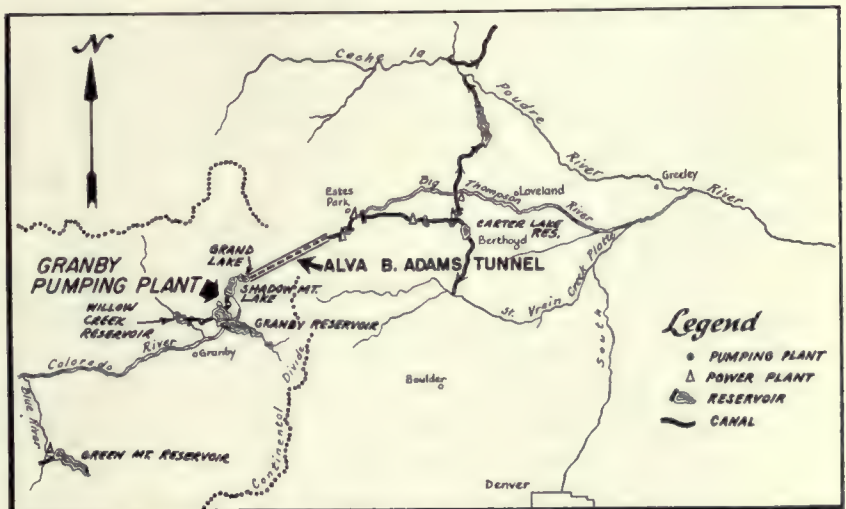 N
Cache la
Poudre
River
Greeley
River
Estes
Park
Big
Thompson
Loveland
River
CARTER LAKE
RES.
Berthoyd
GRAND
LAKE
ALVA B. ADAMS TUNNEL
GRANBY
PUMPING PLANT
SHADOW MT.
LAKE
WILLOW
CREEK
RESERVOIR
GRANBY RESERVOIR
St. Vrain Creek
Platte
South
Colorado
River
Granby
Continental
Divide
Boulder
Blue River
GREEN MT. RESERVOIR
Denver
Legend
PUMPING PLANT
POWER PLANT
RESERVOIR
CANAL